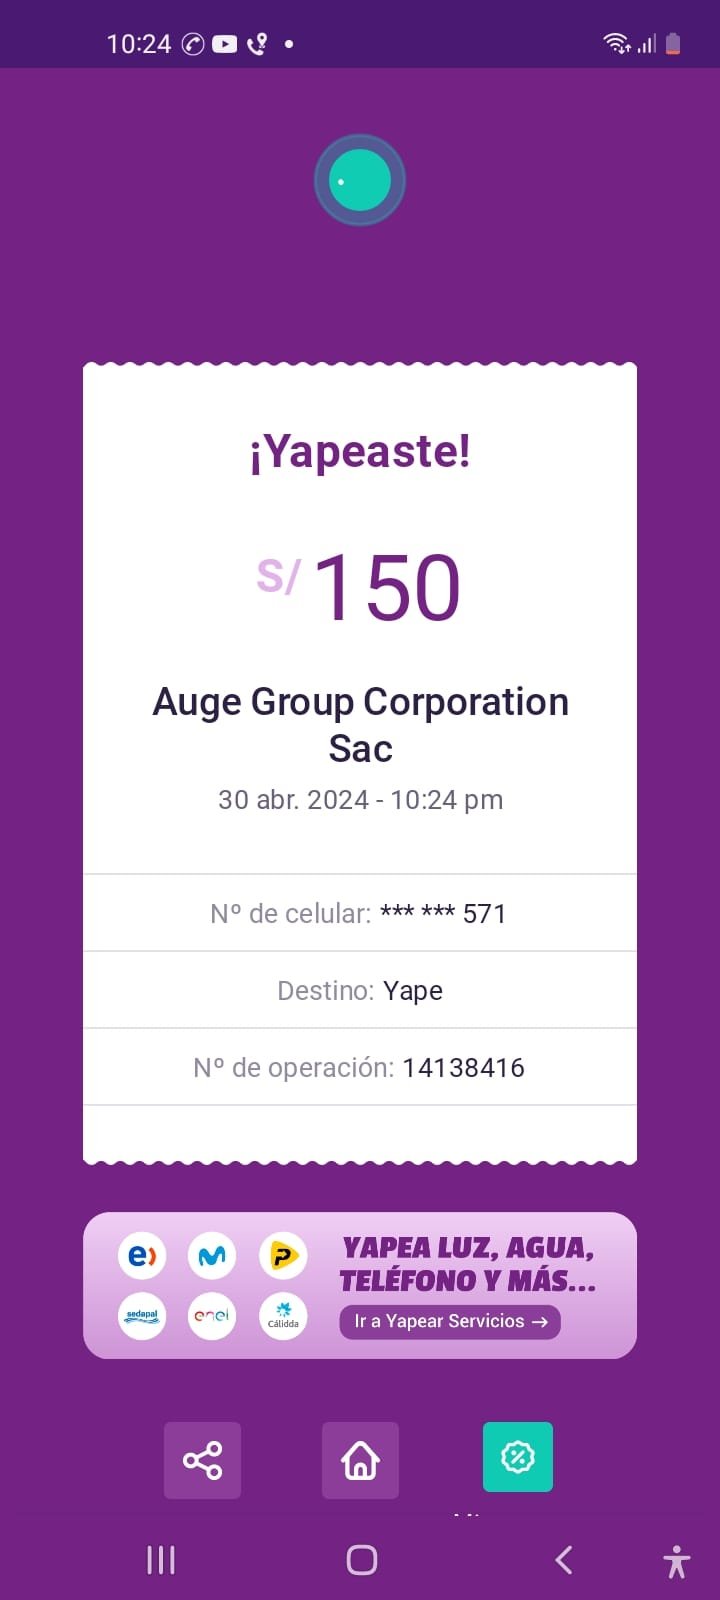 10:24
¡Yapeaste!
S/ 150
Auge Group Corporation
Sac
30 abr. 2024 - 10:24 pm
Nº de celular: *** *** 571
Destino: Yape
Nº de operación: 14138416
e)
sedapal
enel
Cálidda
YAPEA LUZ, AGUA,
TELÉFONO Y MÁS...
Ir a Yapear Servicios →